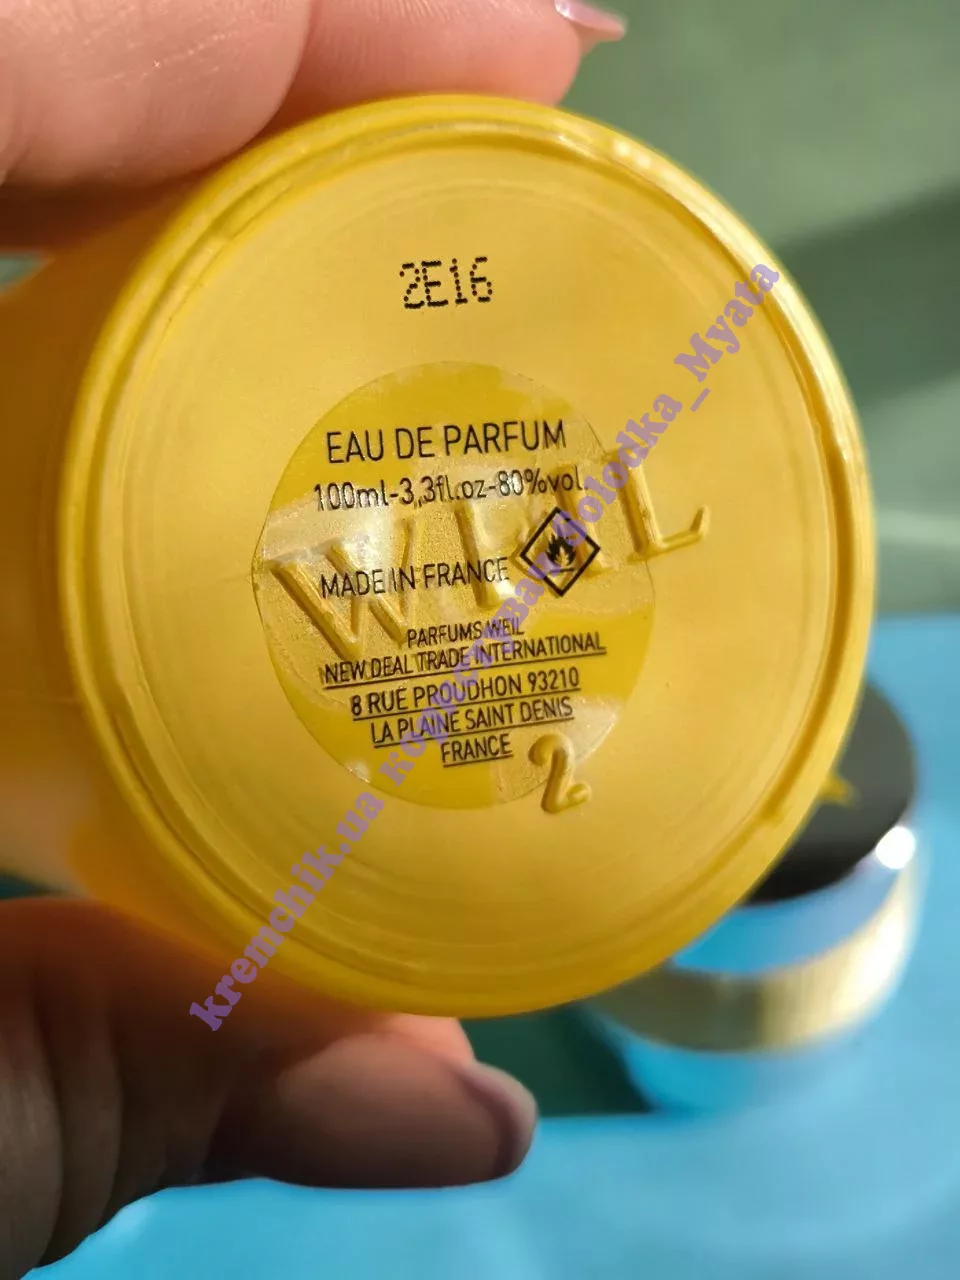 2E16
EAU DE PARFUM
100ml-3,3fl.oz-80%vol.
WEIL
MADE IN FRANCE
PARFUMS WEIL
NEW DEAL TRADE INTERNATIONAL
8 RUE PROUDHON 93210
LA PLAINE SAINT DENIS
FRANCE
2
kremchik.ua
Holodka_Myata